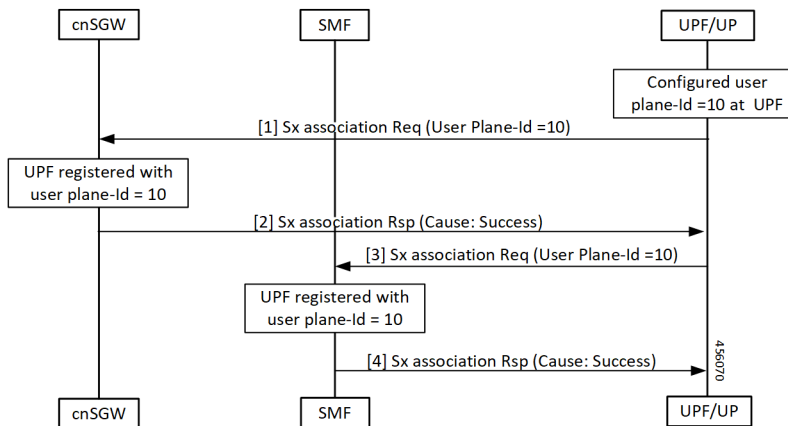 cnSGW
SMF
UPF/UP
Configured user
plane-Id =10 at UPF
[1] Sx association Req (User Plane-Id =10)
UPF registered with
user plane-Id = 10
[2] Sx association Rsp (Cause: Success)
[3] Sx association Req (User Plane-Id =10)
UPF registered with
user plane-Id = 10
[4] Sx association Rsp (Cause: Success)
456070
cnSGW
SMF
UPF/UP